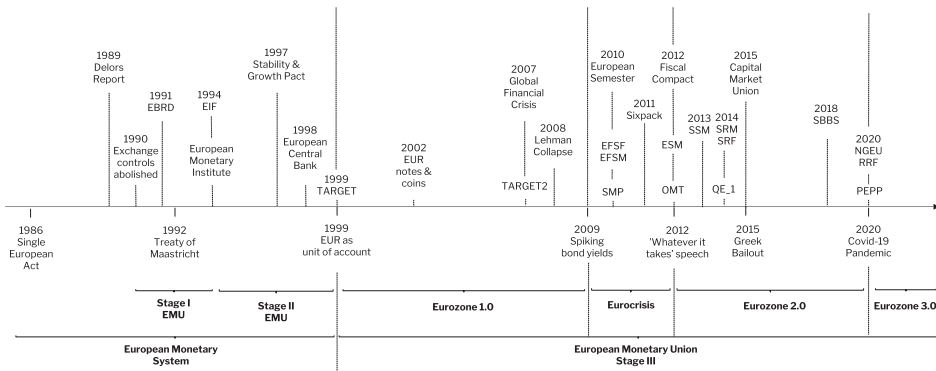 1989
Delors
Report
1990
Exchange
controls
abolished
1991
EBRD
1994
EIF
European
Monetary
Institute
1997
Stability &
Growth Pact
1998
European
Central
Bank
1999
TARGET
2002
EUR
notes &
coins
2007
Global
Financial
Crisis
TARGET2
2008
Lehman
Collapse
2010
European
Semester
EFSF
EFSM
SMP
2011
Sixpack
2012
Fiscal
Compact
ESM
OMT
2013
SSM
2014
SRM
SRF
QE_1
2015
Capital
Market
Union
2018
SBBS
2020
NGEU
RRF
PEPP
1986
Single
European
Act
1992
Treaty of
Maastricht
1999
EUR as
unit of account
2009
Spiking
bond yields
2012
'Whatever it
takes' speech
2015
Greek
Bailout
2020
Covid-19
Pandemic
Stage I
EMU
Stage II
EMU
Eurozone 1.0
Eurocrisis
Eurozone 2.0
Eurozone 3.0
European Monetary
System
European Monetary Union
Stage III